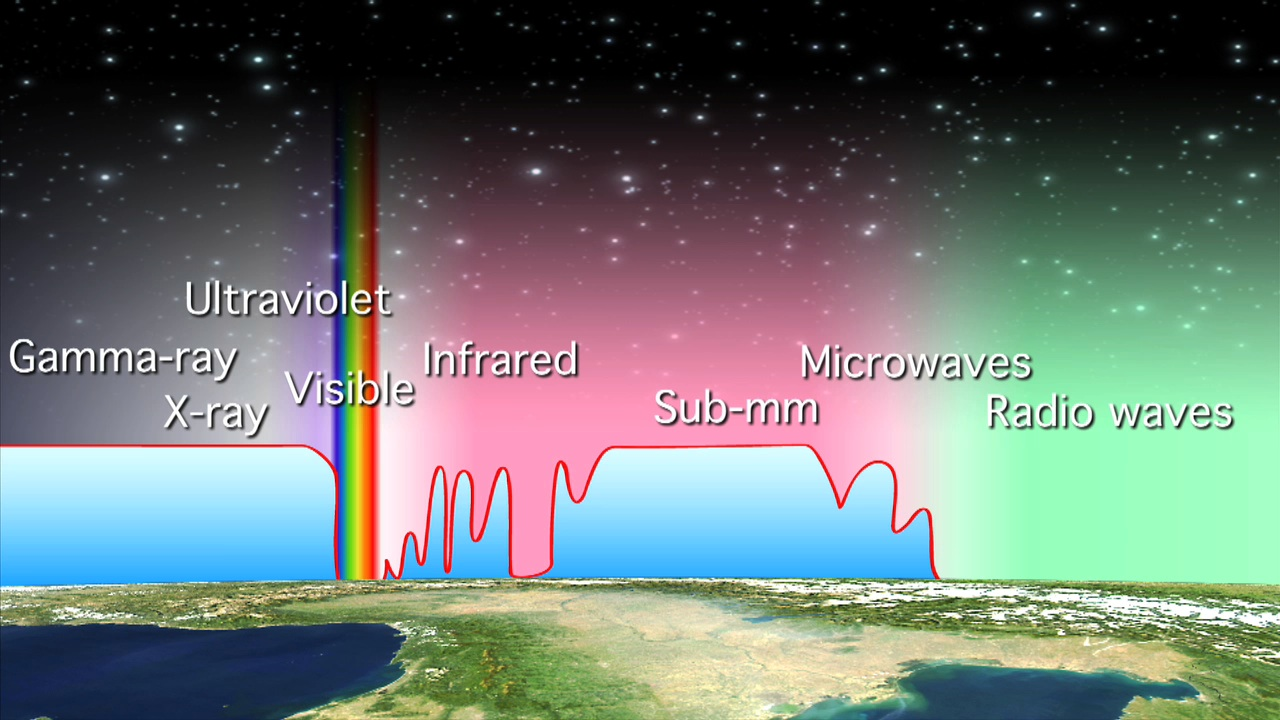 Ultraviolet
Gamma-ray
X-ray
Visible
Infrared
Sub-mm
Microwaves
Radio waves